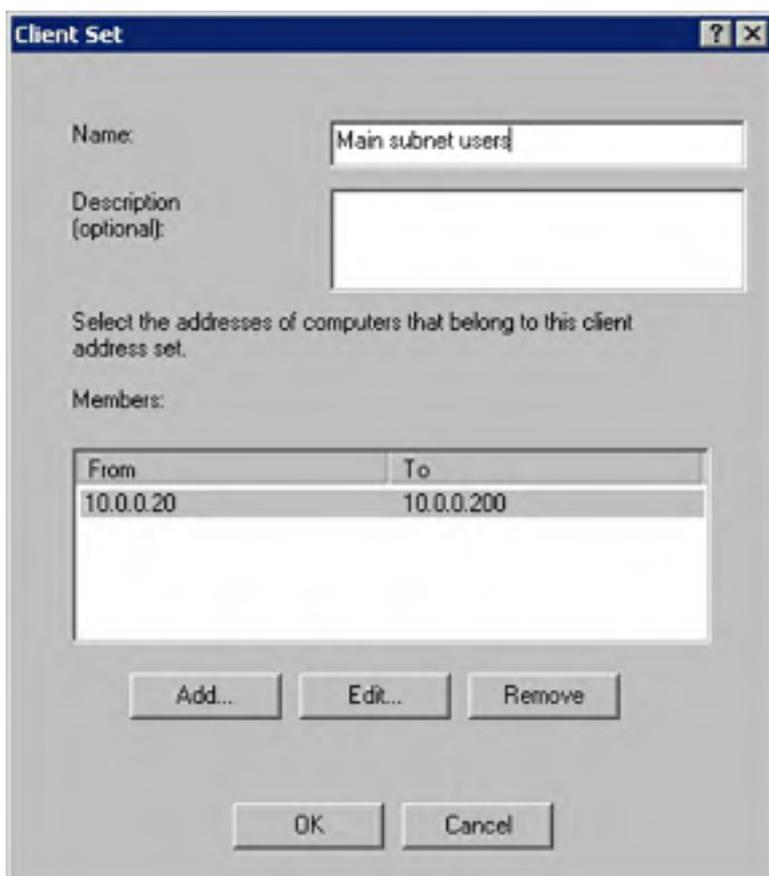 Client Set
Name:
Main subnet users
Description
(optional):
Select the addresses of computers that belong to this client
address set.
Members:
From To
10.0.0.20 10.0.0.200
Add... Edit... Remove
OK Cancel